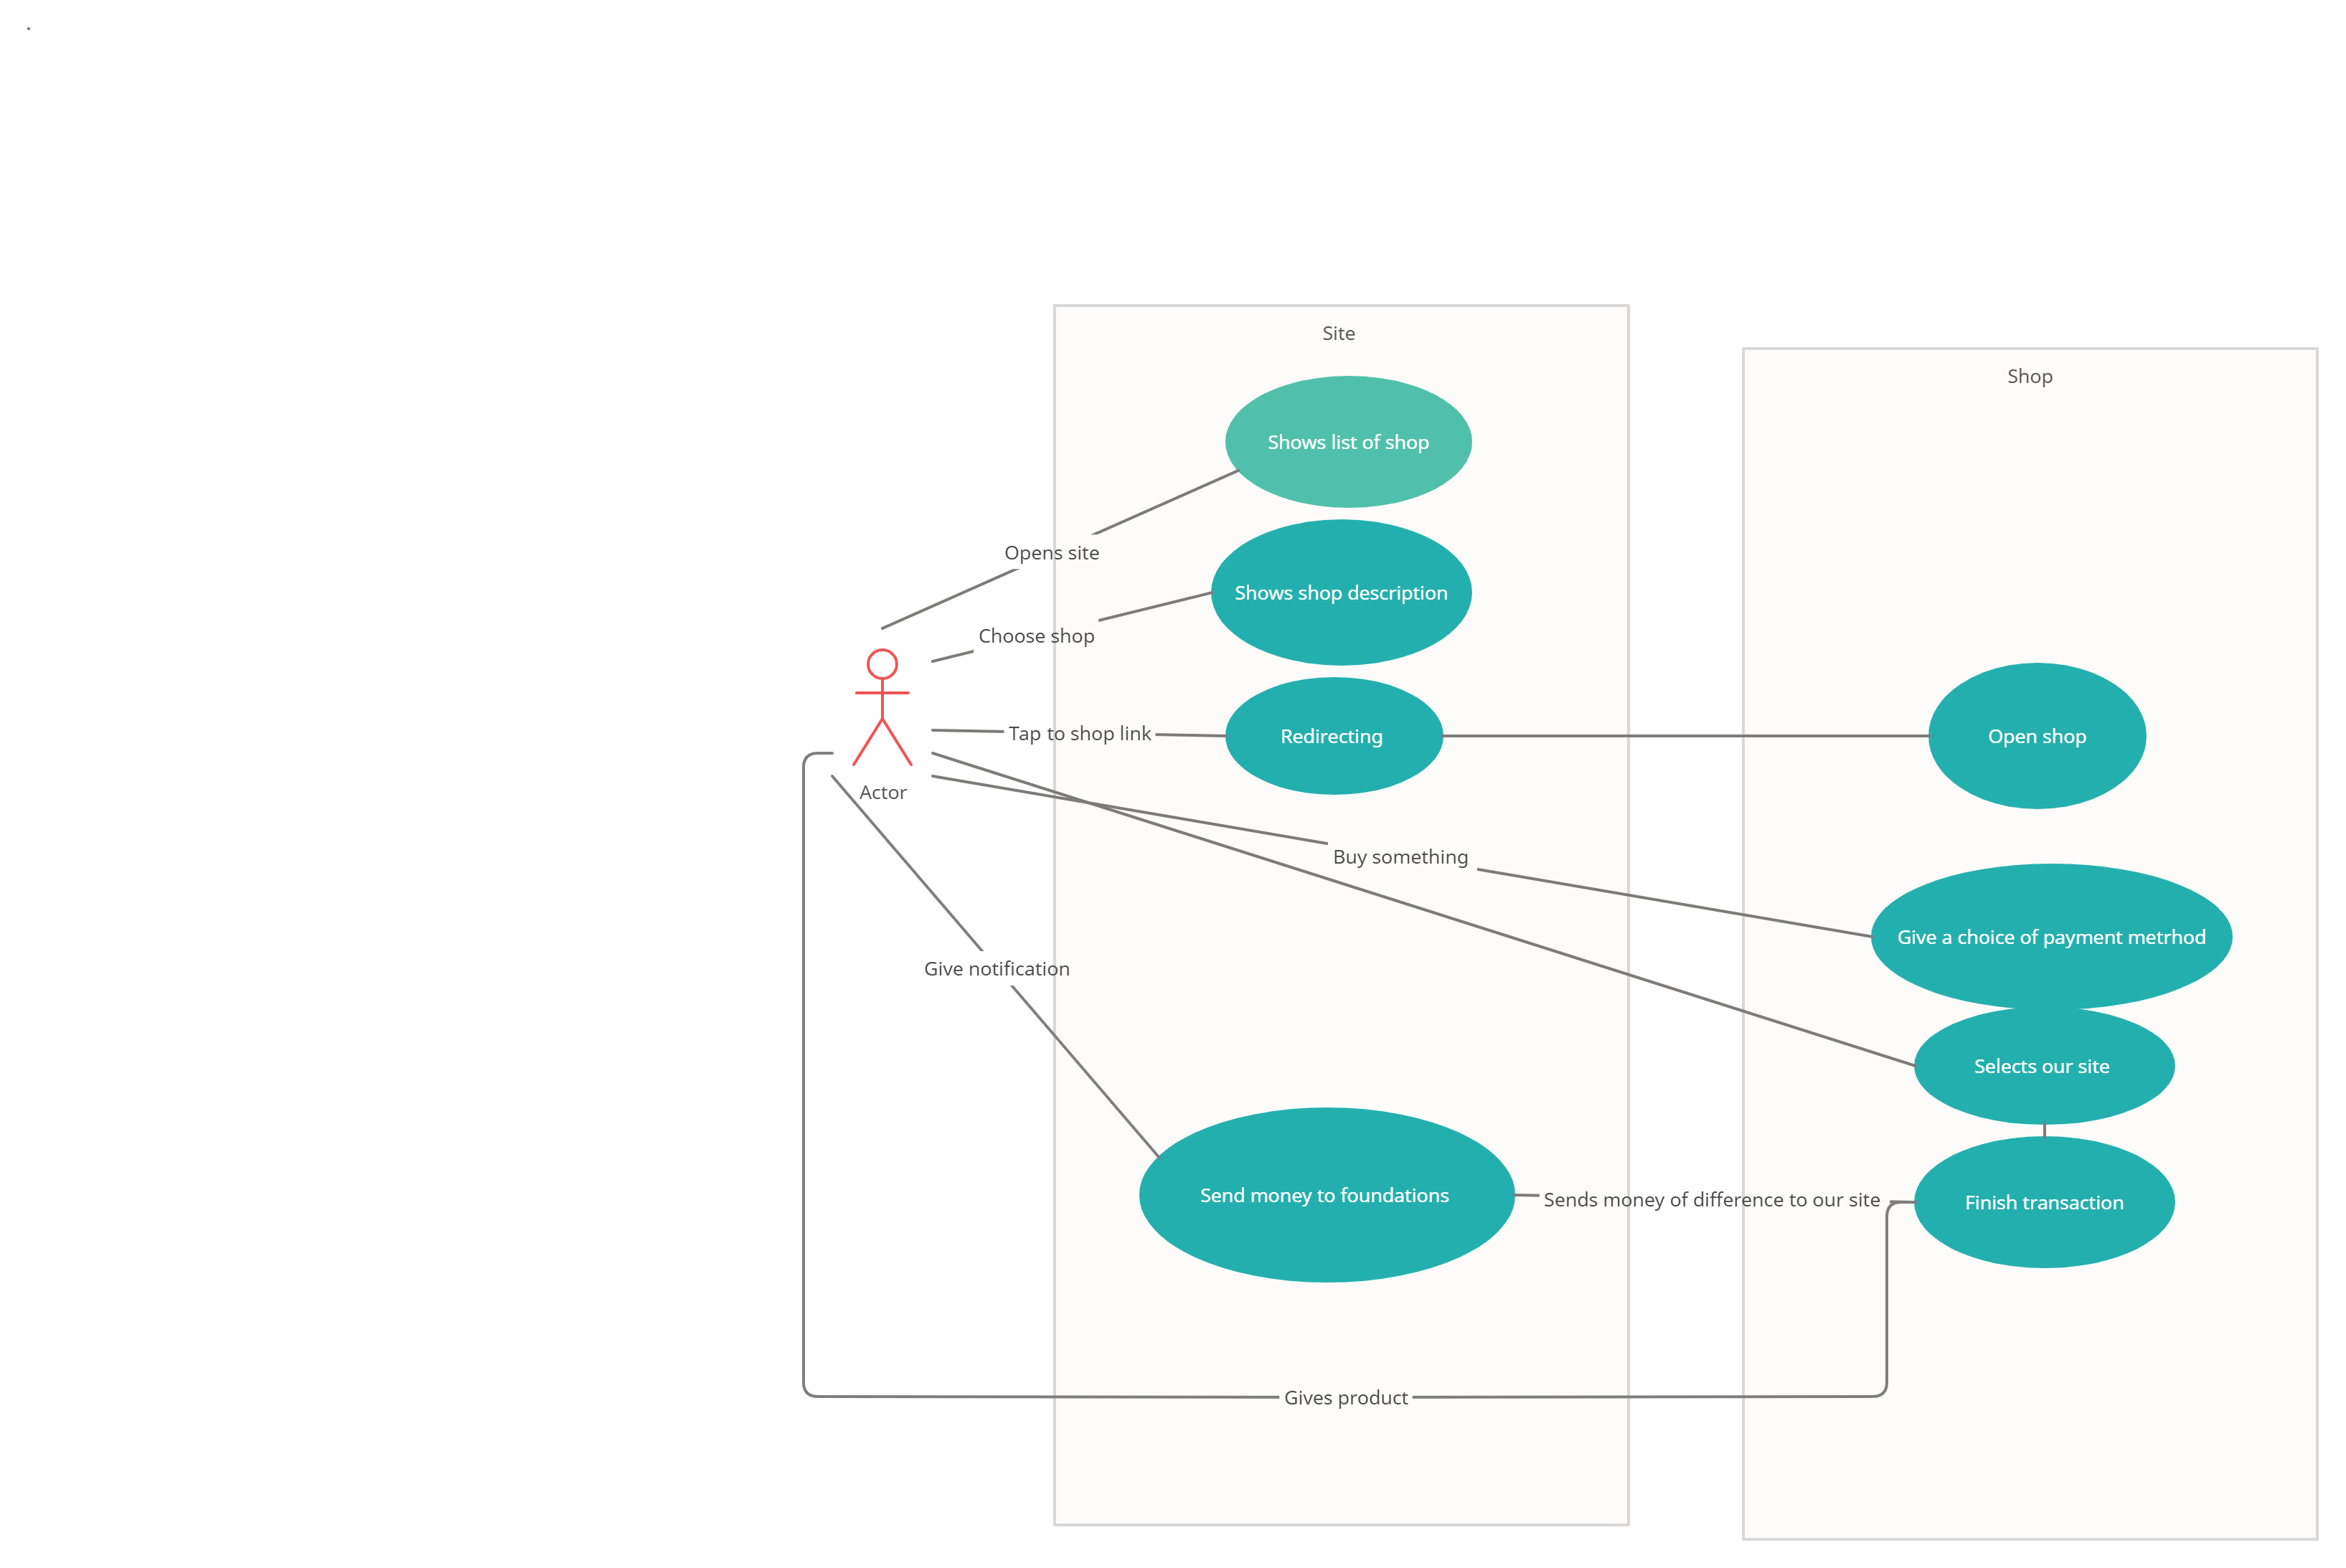 Site
Shop
Shows list of shop
Opens site
Shows shop description
Choose shop
Tap to shop link
Redirecting
Open shop
Actor
Buy something
Give a choice of payment metrhod
Give notification
Selects our site
Send money to foundations
Sends money of difference to our site
Finish transaction
Gives product